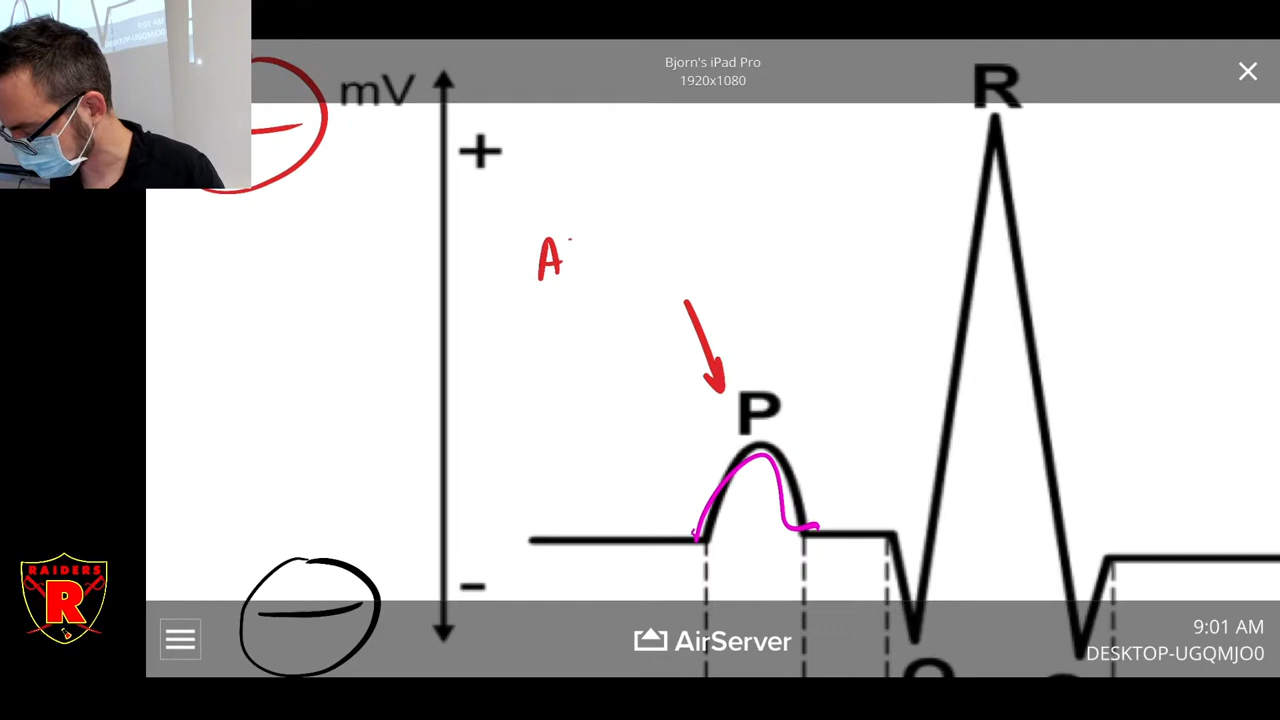 Bjorn's iPad Pro
1920x1080
mV
R
+
A
P
-
RAIDERS
R
AirServer
9:01 AM
DESKTOP-UGQMJO0
Q